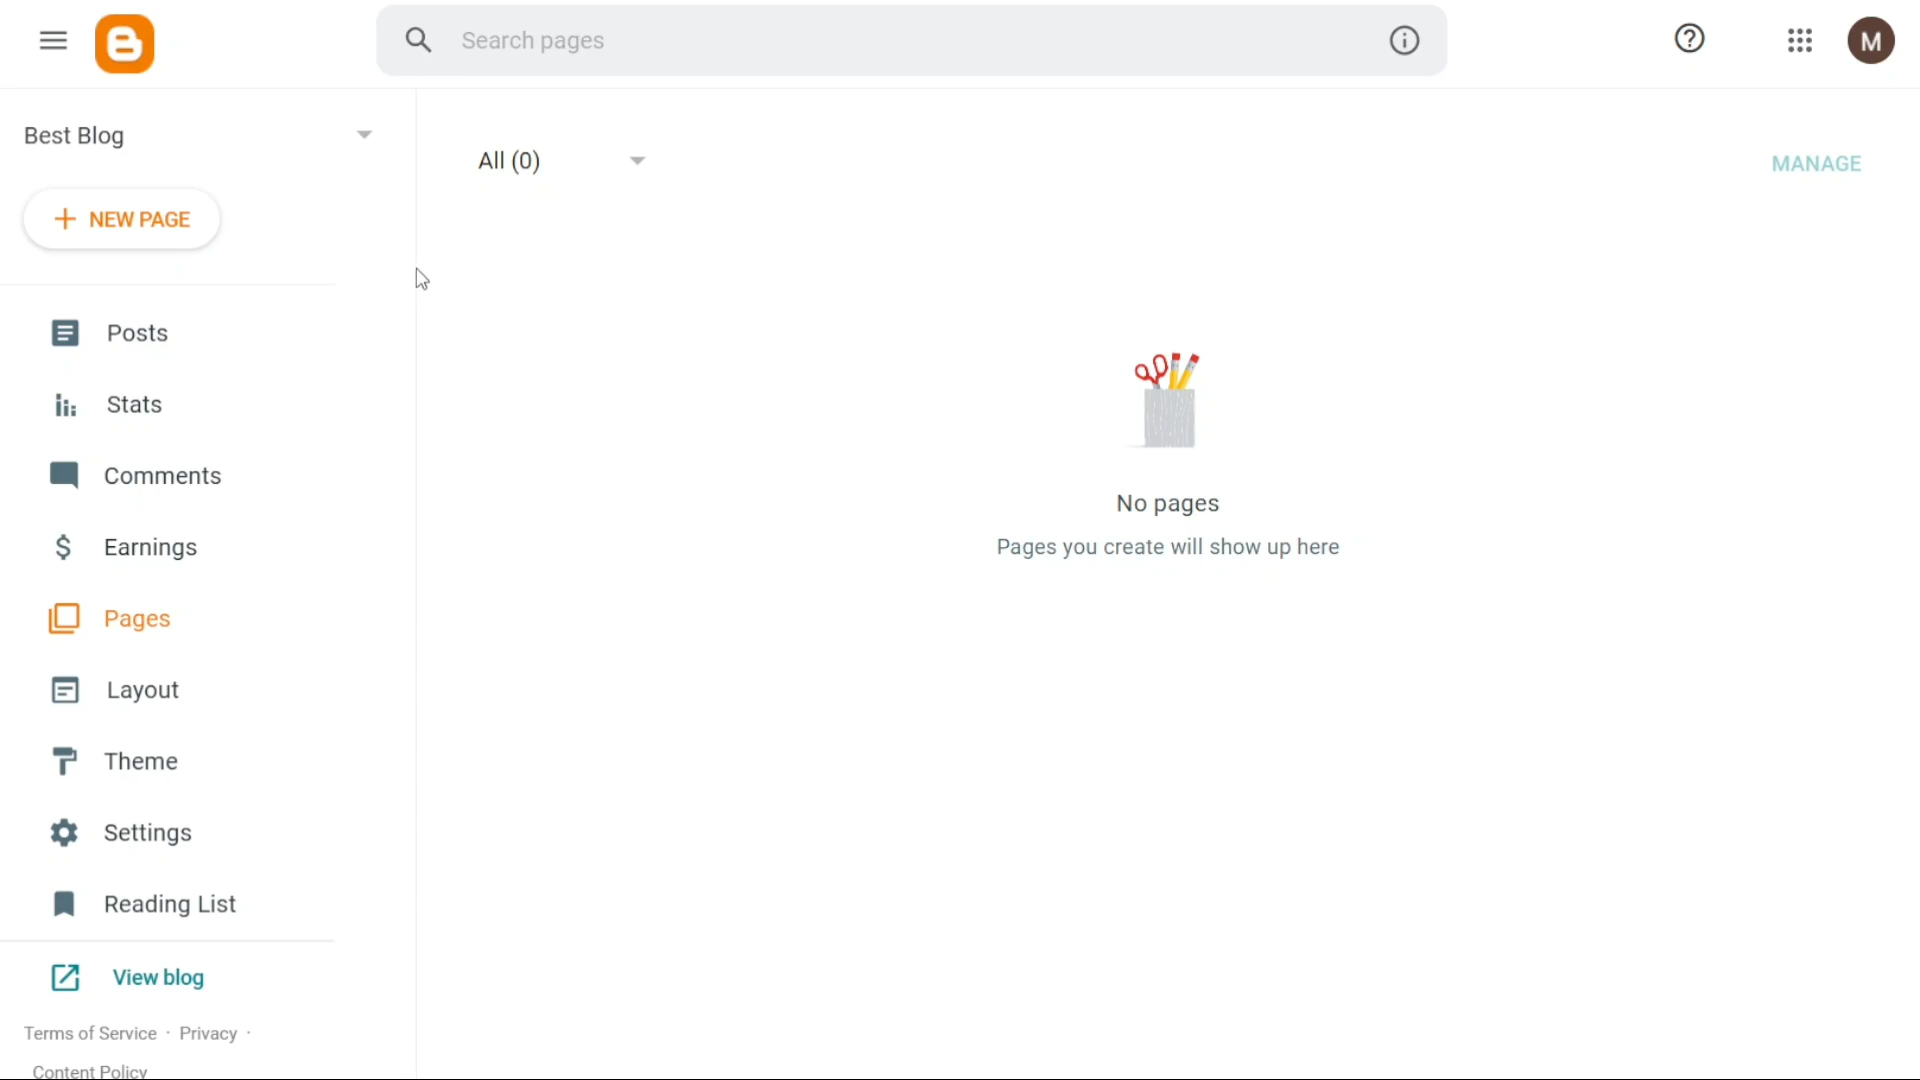 Search pages
M
Best Blog
All (0)
MANAGE
NEW PAGE
Posts
Stats
Comments
Earnings
Pages
Layout
Theme
Settings
Reading List
No pages
Pages you create will show up here
View blog
Terms of Service · Privacy ·
Content Policy